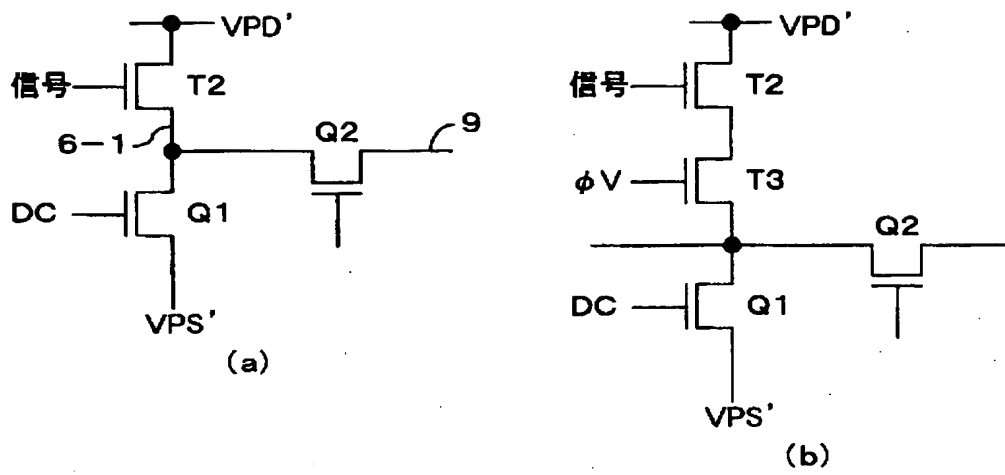 VPD'
信号
T2
6-1
Q2
9
DC
Q1
VPS'
(a)
VPD'
信号
T2
φV
T3
Q2
DC
Q1
VPS'
(b)